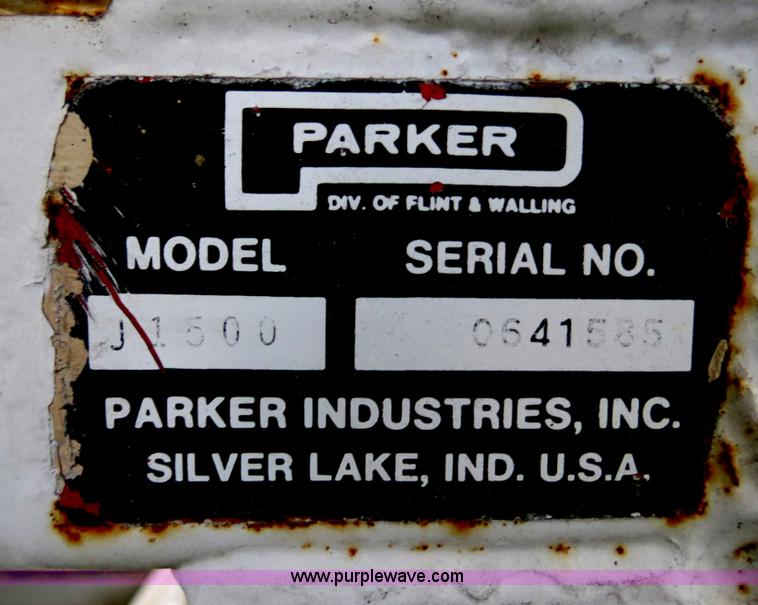 PARKER
DIV. OF FLINT & WALLING
MODEL SERIAL NO.
J1500 0641585
PARKER INDUSTRIES, INC.
SILVER LAKE, IND. U.S.A.
www.purplewave.com